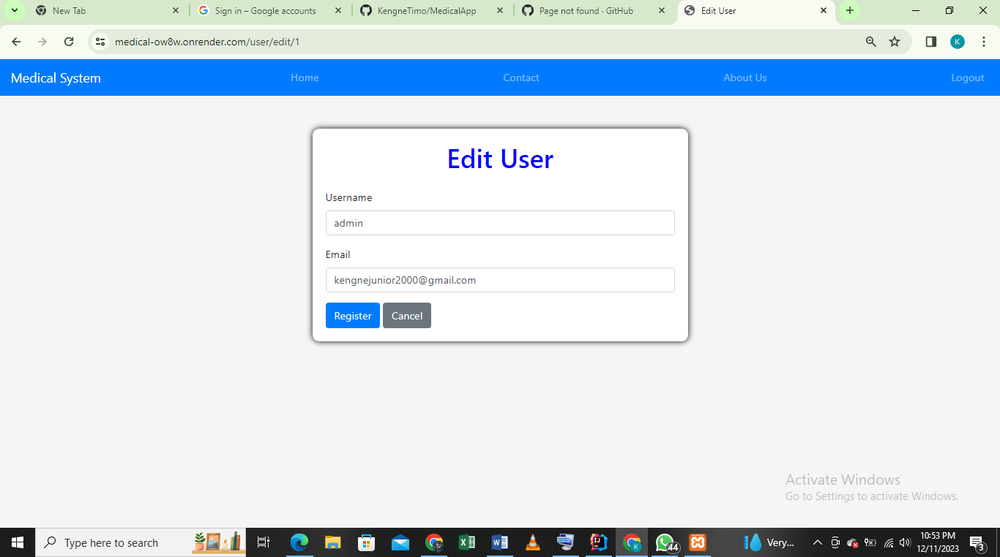 New Tab
Sign in – Google accounts
KengneTimo/MedicalApp
Page not found · GitHub
Edit User
medical-ow8w.onrender.com/user/edit/1
K
Medical System
Home
Contact
About Us
Logout
Edit User
Username
admin
Email
kengnejunior2000@gmail.com
Register
Cancel
Activate Windows
Go to Settings to activate Windows.
Type here to search
K
44
Very...
10:53 PM
12/11/2023
3